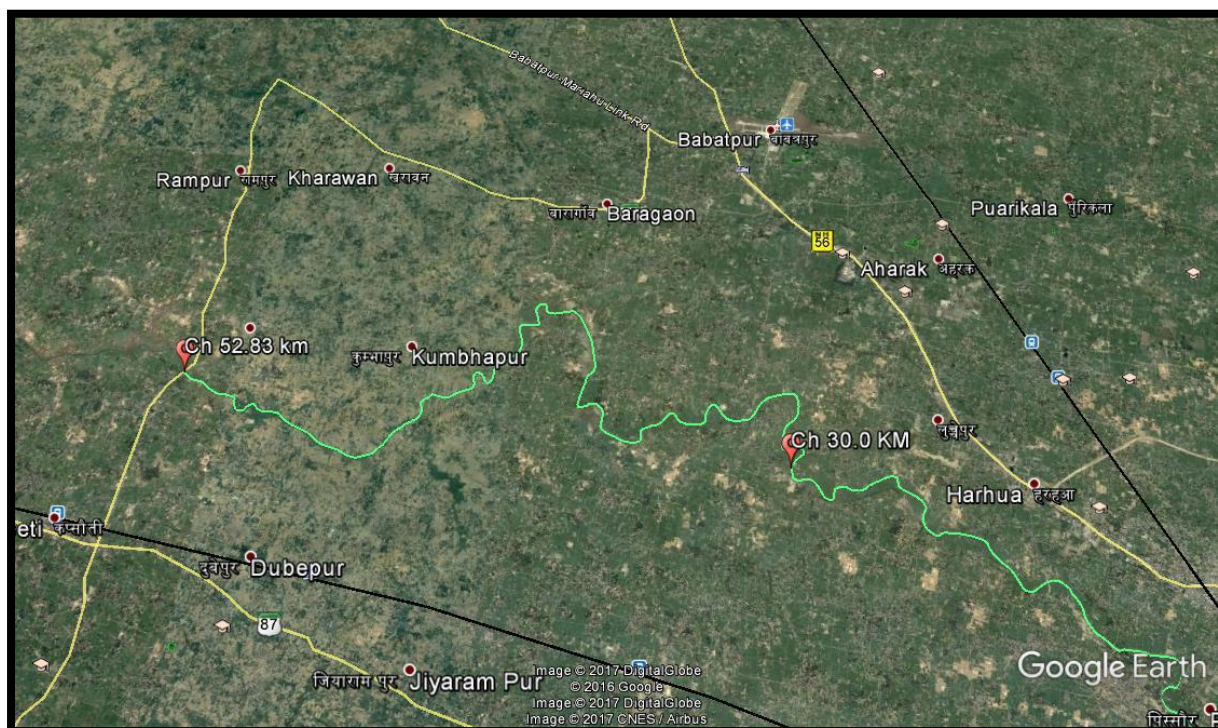 Babatpur-Mariahu Link Rd
Babatpur बाबतपुर
Rampur रामपुर
Kharawan खरावन
बारागाँव Baragaon
Puarikala पुरिकला
56
Aharak अहरक
Ch 52.83 km
कुम्भापुर Kumbhapur
Ch 30.0 KM
Harhua हरहुआ
eti
दुबेपुर Dubepur
87
जियाराम पुर Jiyaram Pur
Google Earth
Image © 2017 DigitalGlobe
© 2016 Google
Image © 2017 DigitalGlobe
Image © 2017 CNES / Airbus